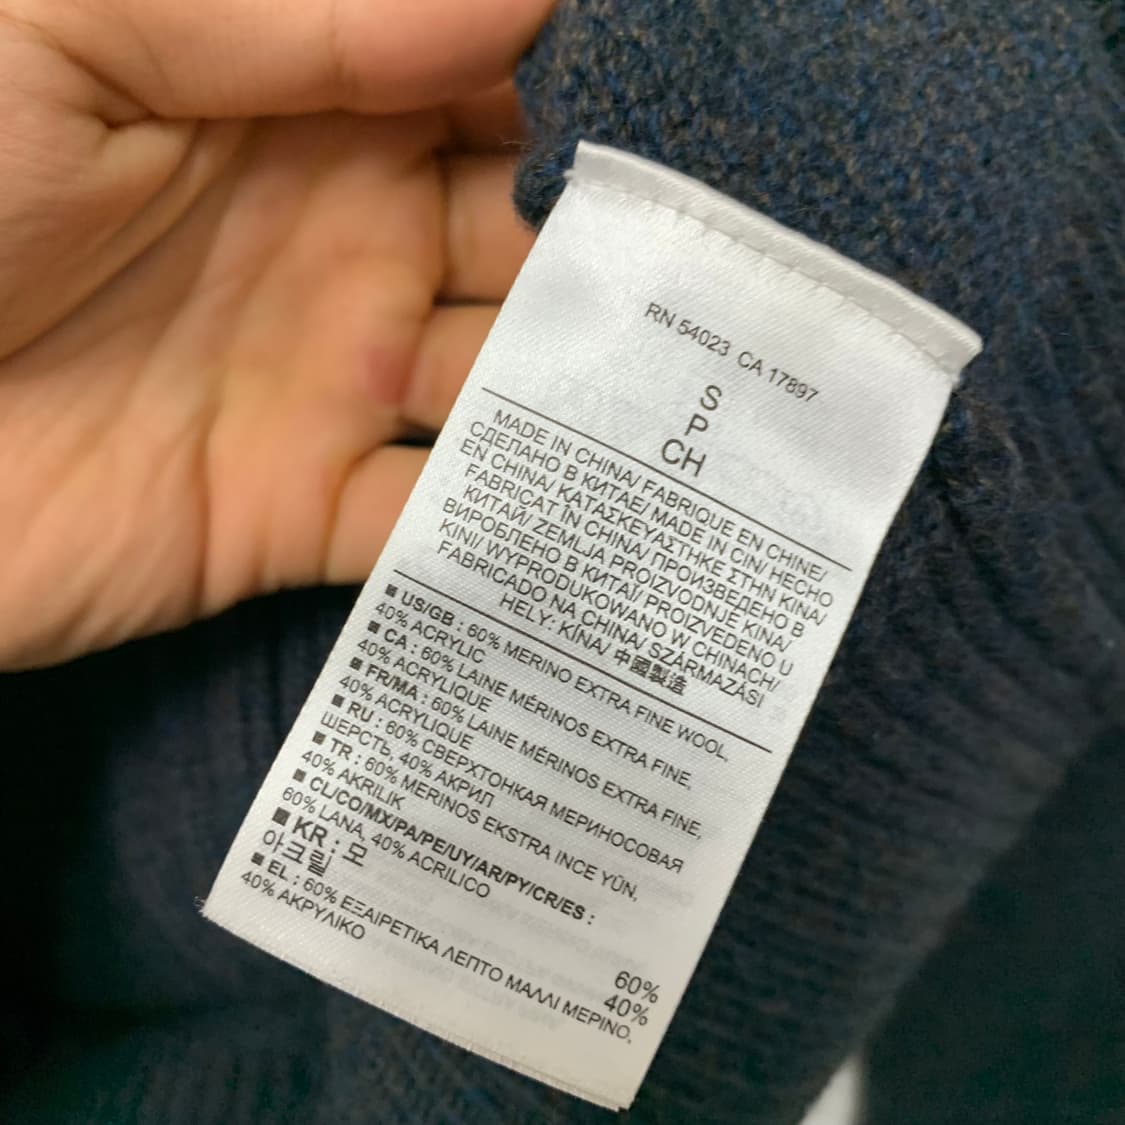 RN 54023 CA 17897
S
P
CH
MADE IN CHINA/ FABRIQUE EN CHINE/
СДЕЛАНО В КИТАЕ/ MADE IN CIN/ HECHO
EN CHINA/ ΚΑΤΑΣΚΕΥΑΣΤΗΚΕ ΣΤΗΝ ΚΙΝΑ/
FABRICAT ÎN CHINA/ ПРОИЗВЕДЕНО В
КИТАЙ/ ZEMLJA PROIZVODNJE KINA/
ВИРОБЛЕНО В КИТАЇ/ PROIZVEDENO U
KINI/ WYPRODUKOWANO W CHINACH/
FABRICADO NA CHINA/ SZÁRMAZÁSI
HELY: KÍNA/ 中國製造
■ US/GB : 60% MERINO EXTRA FINE WOOL,
40% ACRYLIC
■ CA : 60% LAINE MÉRINOS EXTRA FINE,
40% ACRYLIQUE
■ FR/MA : 60% LAINE MÉRINOS EXTRA FINE,
40% ACRYLIQUE
■ RU : 60% СВЕРХТОНКАЯ МЕРИНОСОВАЯ
ШЕРСТЬ, 40% АКРИЛ
■ TR : 60% MERINOS EKSTRA INCE YÜN,
40% AKRILIK
■ CL/CO/MX/PA/PE/UY/AR/PY/CR/ES :
60% LANA, 40% ACRILICO
■ KR : 모 60%
아크릴 40%
■ EL : 60% ΕΞΑΙΡΕΤΙΚΑ ΛΕΠΤΟ ΜΑΛΛΙ ΜΕΡΙΝΟ,
40% ΑΚΡΥΛΙΚΟ